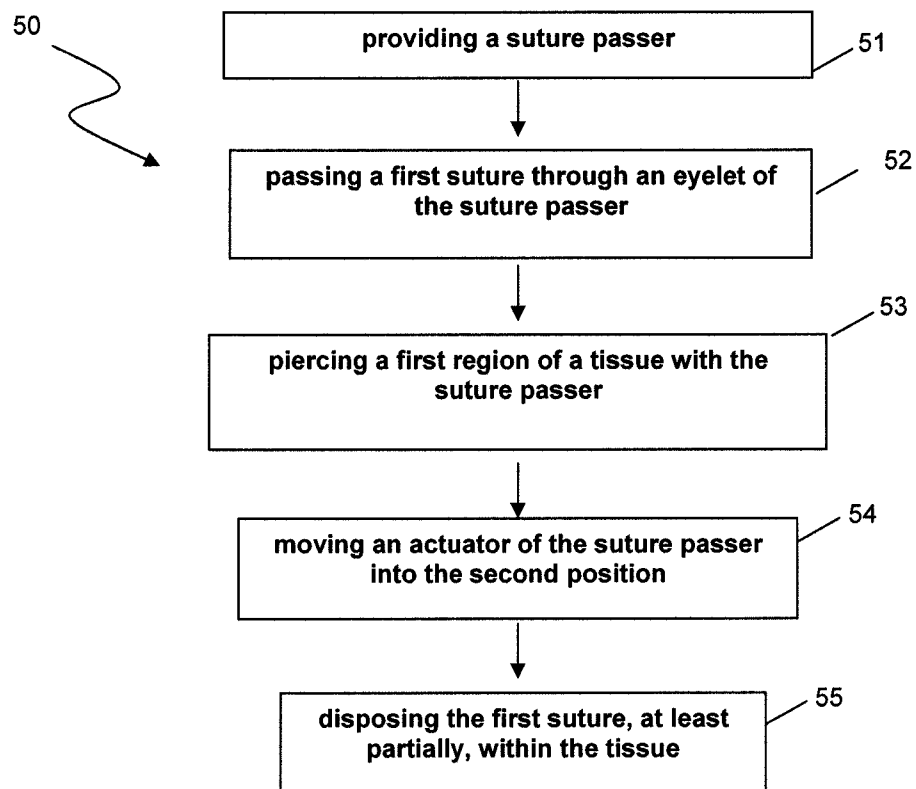 50
providing a suture passer
51
passing a first suture through an eyelet of
the suture passer
52
piercing a first region of a tissue with the
suture passer
53
moving an actuator of the suture passer
into the second position
54
disposing the first suture, at least
partially, within the tissue
55